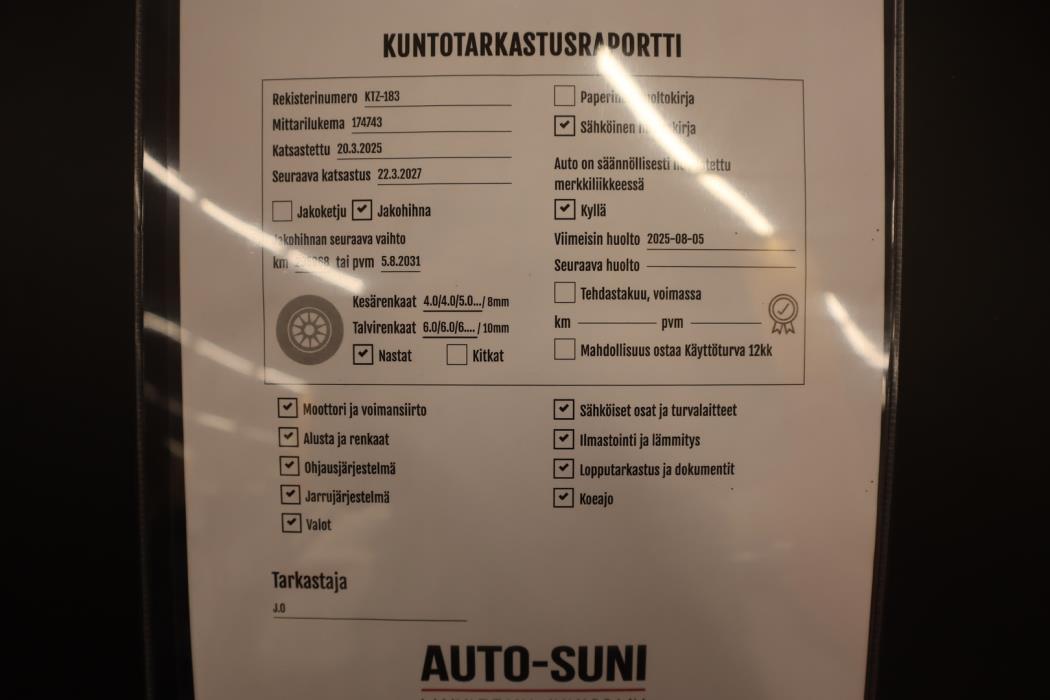 KUNTOTARKASTUSRAPORTTI
Rekisterinumero KTZ-183
Mittarilukema 174743
Katsastettu 20.3.2025
Seuraava katsastus 22.3.2027
Jakoketju Jakohihna
Jakohihnan seuraava vaihto
km tai pvm 5.8.2031
Kesärenkaat 4.0/4.0/5.0.../ 8mm
Talvirenkaat 6.0/6.0/6.... / 10mm
Nastat Kitkat
Sähköinen
Auto on säännöllisesti
merkkiliikkeessä
Kyllä
Viimeisin huolto 2025-08-05
Seuraava huolto
Tehdastakuu, voimassa
km pvm
Mahdollisuus ostaa Käyttöturva 12kk
Moottori ja voimansiirto
Alusta ja renkaat
Ohjausjärjestelmä
Jarrujärjestelmä
Valot
Sähköiset osat ja turvalaitteet
Ilmastointi ja lämmitys
Lopputarkastus ja dokumentit
Koeajo
Tarkastaja
J.O
AUTO-SUNI